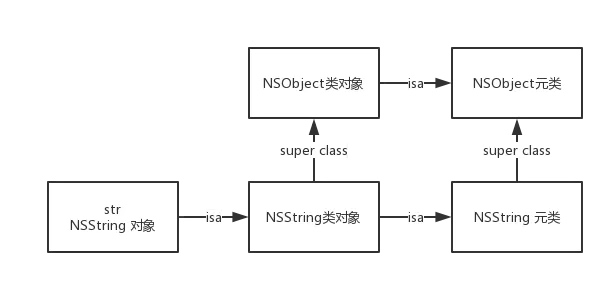 NSObject类对象
isa
NSObject元类
super class
super class
str
NSString 对象
isa
NSString类对象
isa
NSString 元类